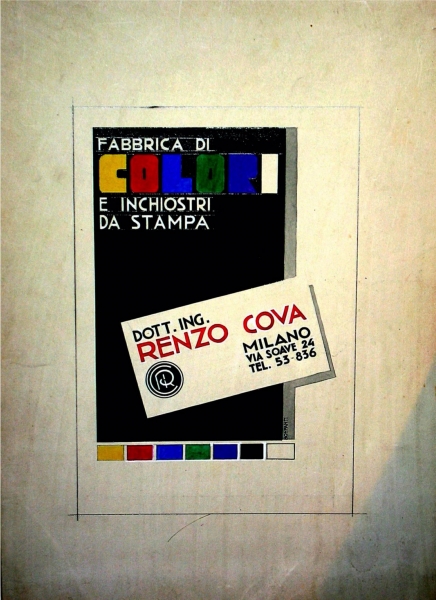 FABBRICA DI
COLORI
E INCHIOSTRI
DA STAMPA
DOTT. ING.
RENZO COVA
MILANO
VIA SOAVE 24
TEL. 53-836